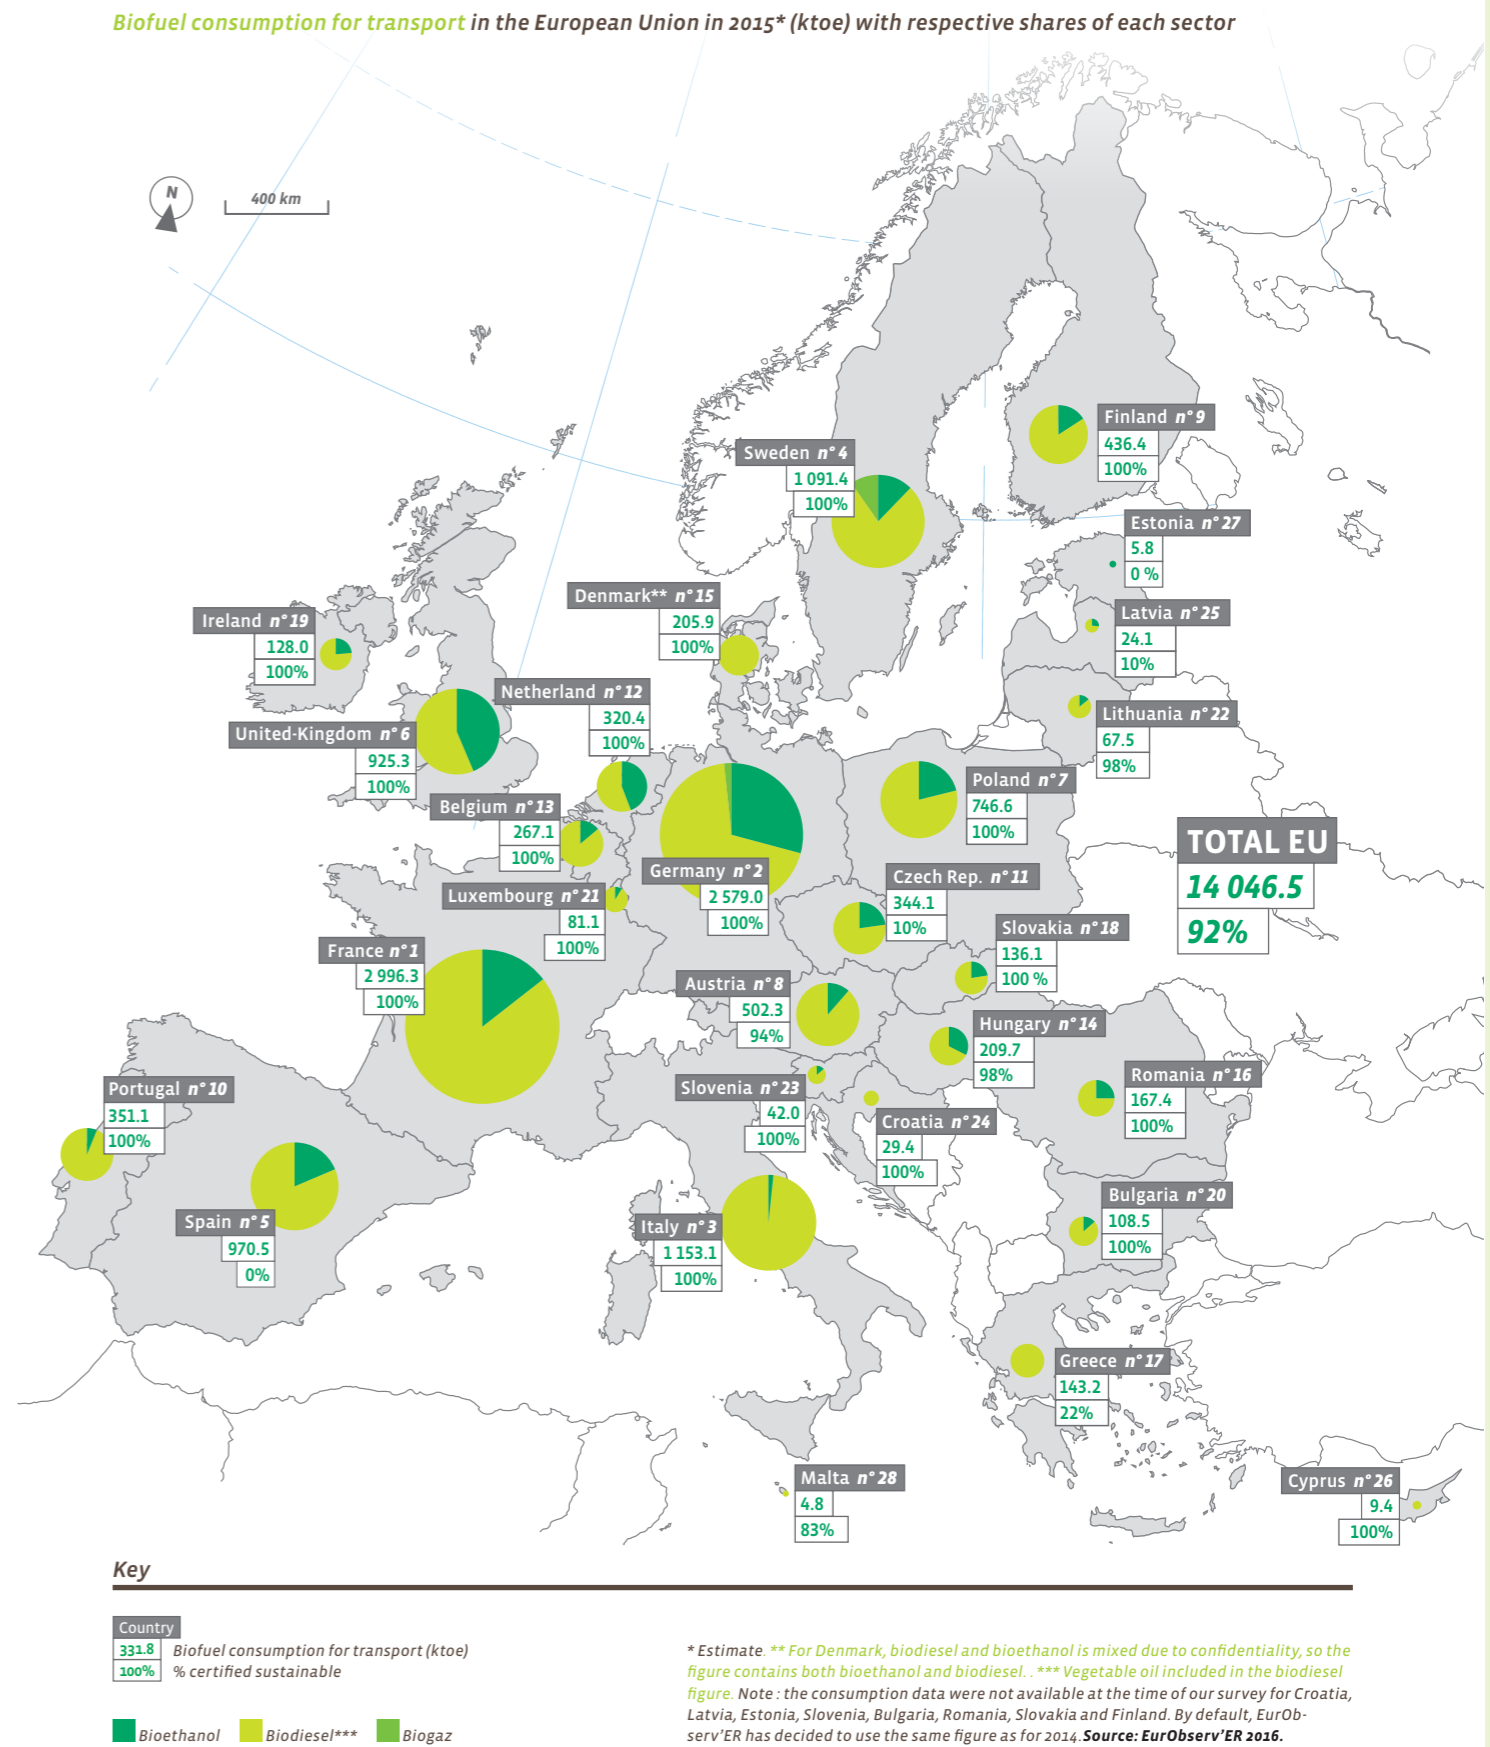 Biofuel consumption for transport in the European Union in 2015* (ktoe) with respective shares of each sector
N
400 km
Finland n° 9
436.4
100%
Sweden n° 4
1 091.4
100%
Estonia n° 27
5.8
0 %
Denmark** n° 15
205.9
100%
Latvia n° 25
24.1
10%
Ireland n° 19
128.0
100%
Netherland n° 12
320.4
100%
Lithuania n° 22
67.5
98%
United-Kingdom n° 6
925.3
100%
Poland n° 7
746.6
100%
Belgium n° 13
267.1
100%
TOTAL EU
14 046.5
92%
Germany n° 2
2 579.0
100%
Czech Rep. n° 11
344.1
10%
Luxembourg n° 21
81.1
100%
Slovakia n° 18
136.1
100 %
France n° 1
2 996.3
100%
Austria n° 8
502.3
94%
Hungary n° 14
209.7
98%
Romania n° 16
167.4
100%
Portugal n° 10
351.1
100%
Slovenia n° 23
42.0
100%
Croatia n° 24
29.4
100%
Bulgaria n° 20
108.5
100%
Spain n° 5
970.5
0%
Italy n° 3
1 153.1
100%
Greece n° 17
143.2
22%
Malta n° 28
4.8
83%
Cyprus n° 26
9.4
100%
Key
Country
331.8 Biofuel consumption for transport (ktoe)
100% % certified sustainable
Bioethanol Biodiesel*** Biogaz
* Estimate. ** For Denmark, biodiesel and bioethanol is mixed due to confidentiality, so the
figure contains both bioethanol and biodiesel. . *** Vegetable oil included in the biodiesel
figure. Note : the consumption data were not available at the time of our survey for Croatia,
Latvia, Estonia, Slovenia, Bulgaria, Romania, Slovakia and Finland. By default, EurOb-
serv'ER has decided to use the same figure as for 2014. Source: EurObserv'ER 2016.